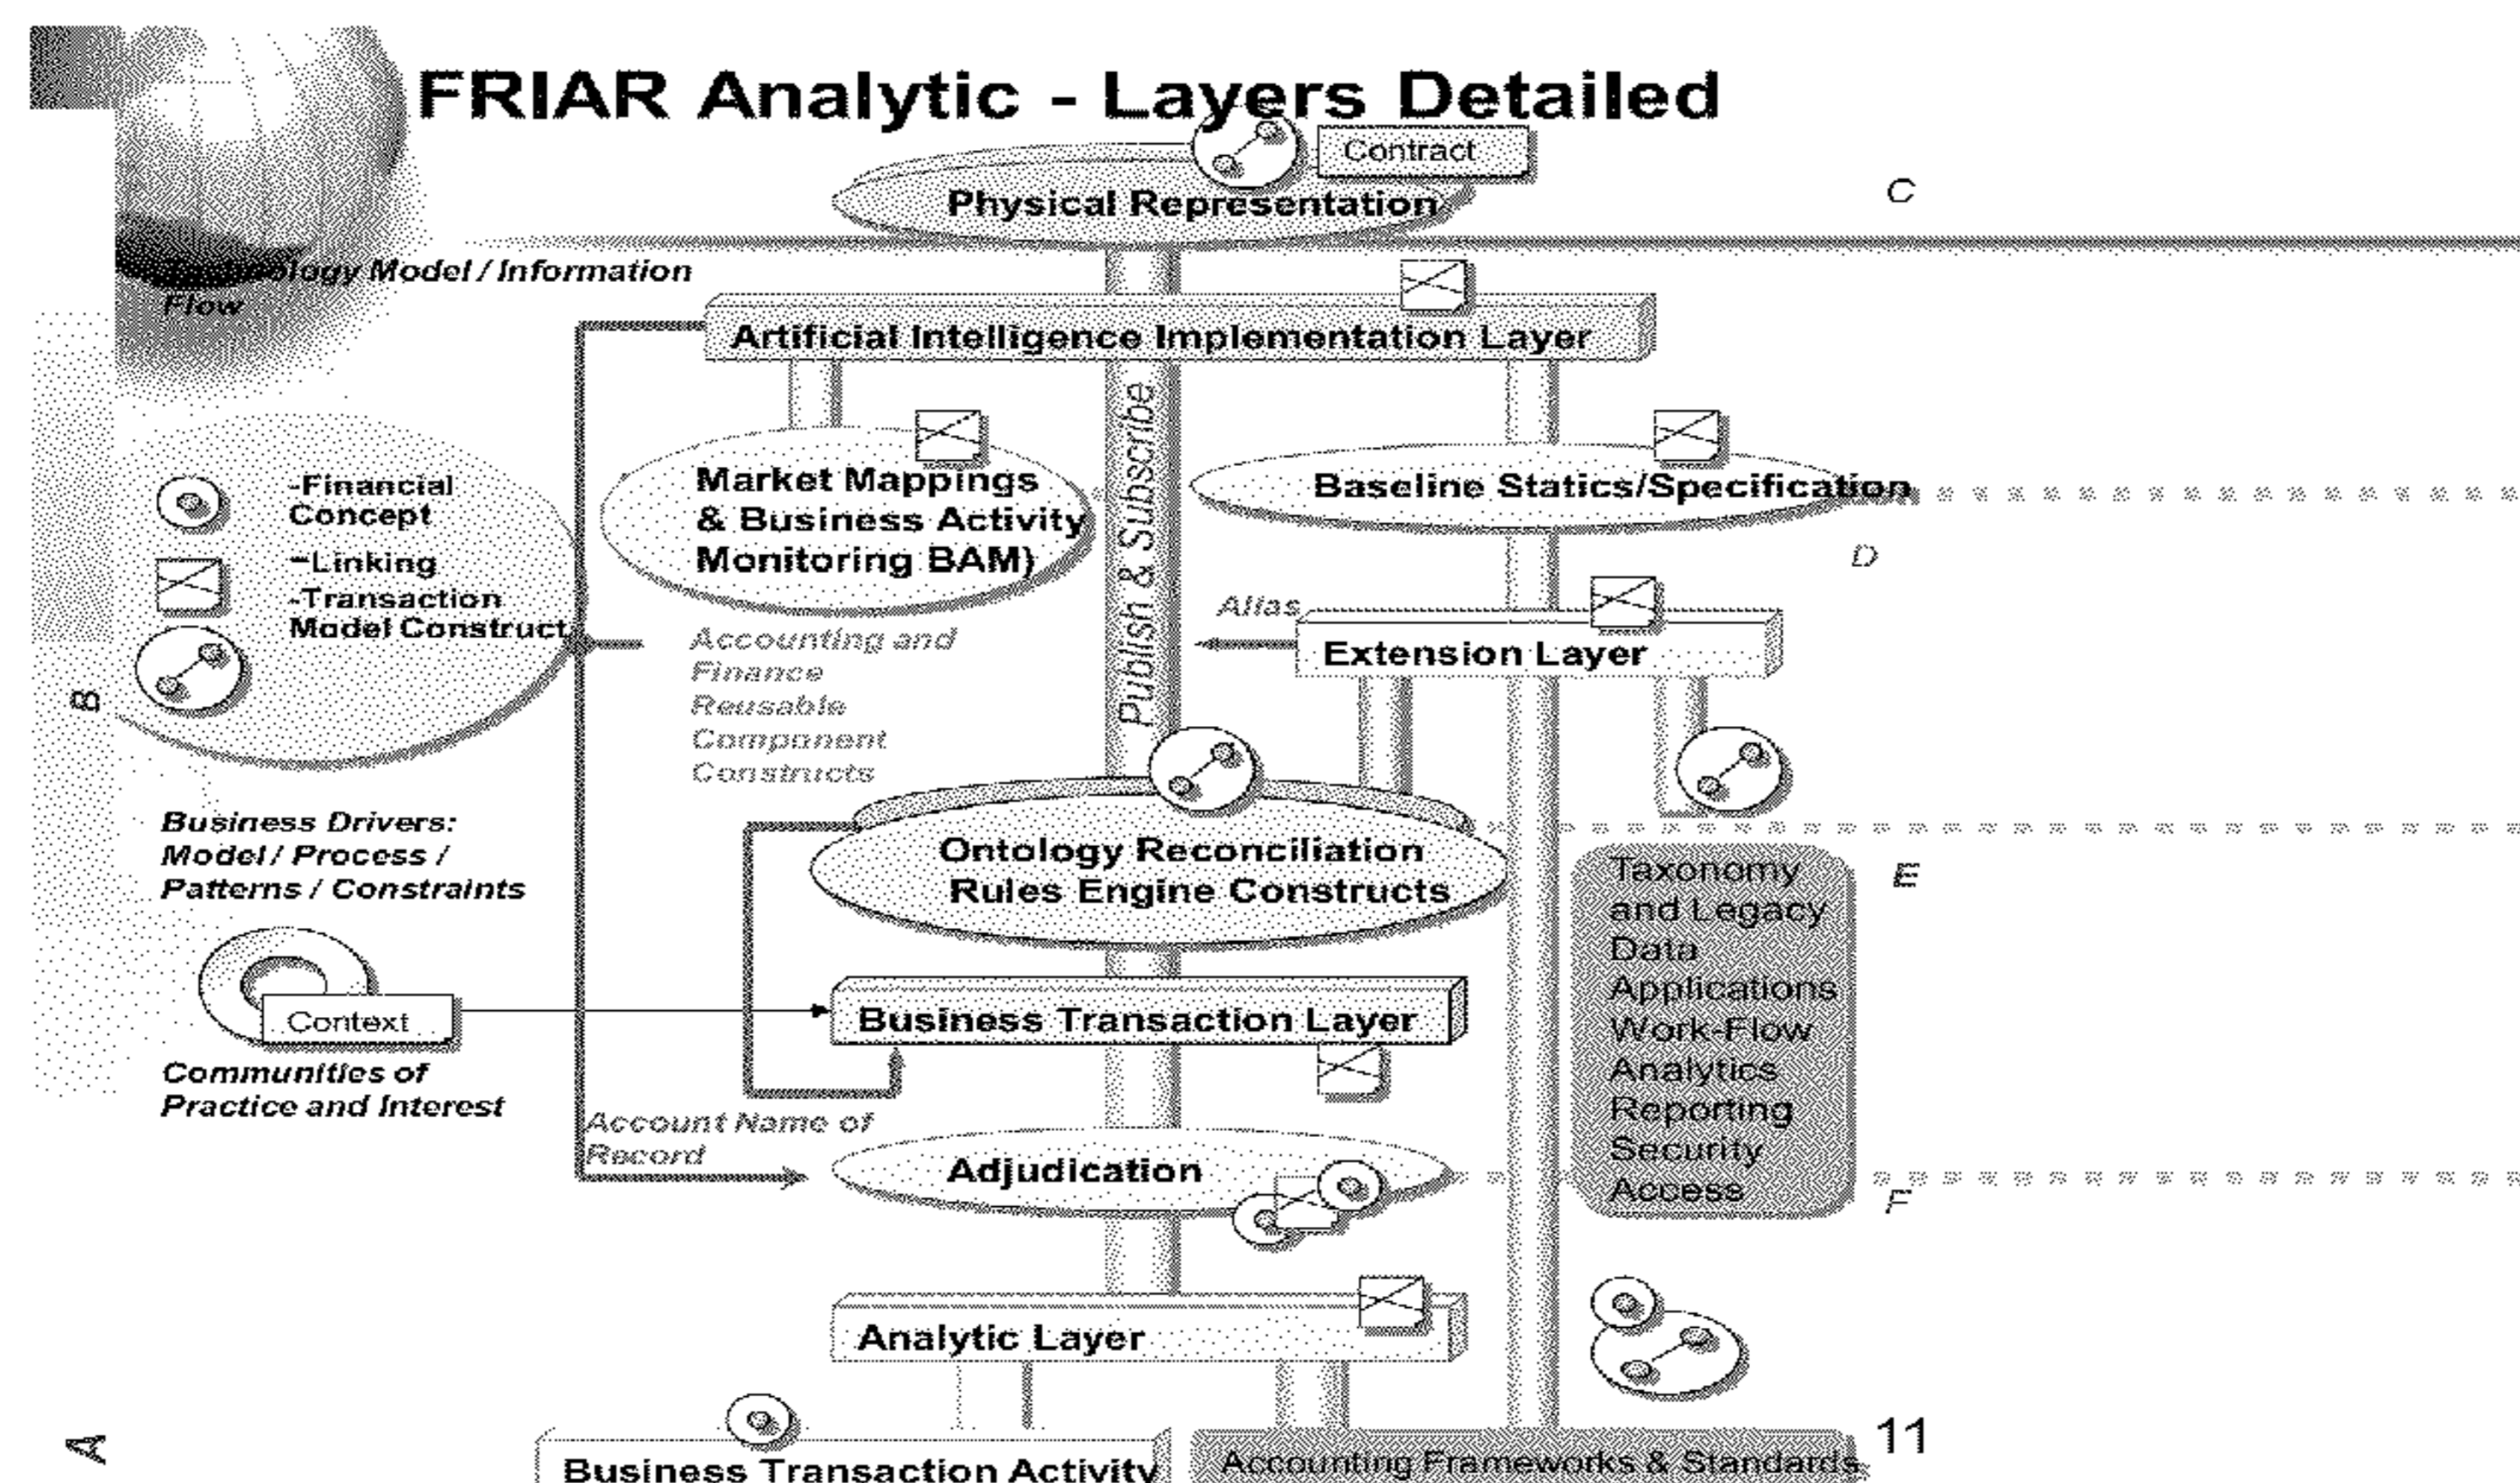 FRIAR Analytic - Layers Detailed
Contract
Physical Representation
C
Technology Model / Information
Flow
Artificial Intelligence Implementation Layer
Publish & Subscribe
Market Mappings
& Business Activity
Monitoring BAM)
Baseline Statics/Specification
D
-Financial
Concept
-Linking
-Transaction
Model Construct
B
Alias
Extension Layer
Accounting and
Finance
Reusable
Component
Constructs
Business Drivers:
Model / Process /
Patterns / Constraints
Ontology Reconciliation
Rules Engine Constructs
E
Taxonomy
and Legacy
Data
Applications
Work-Flow
Analytics
Reporting
Security
Access
Context
Business Transaction Layer
Communities of
Practice and Interest
Account Name of
Record
Adjudication
F
Analytic Layer
A
Business Transaction Activity
Accounting Frameworks & Standards
11